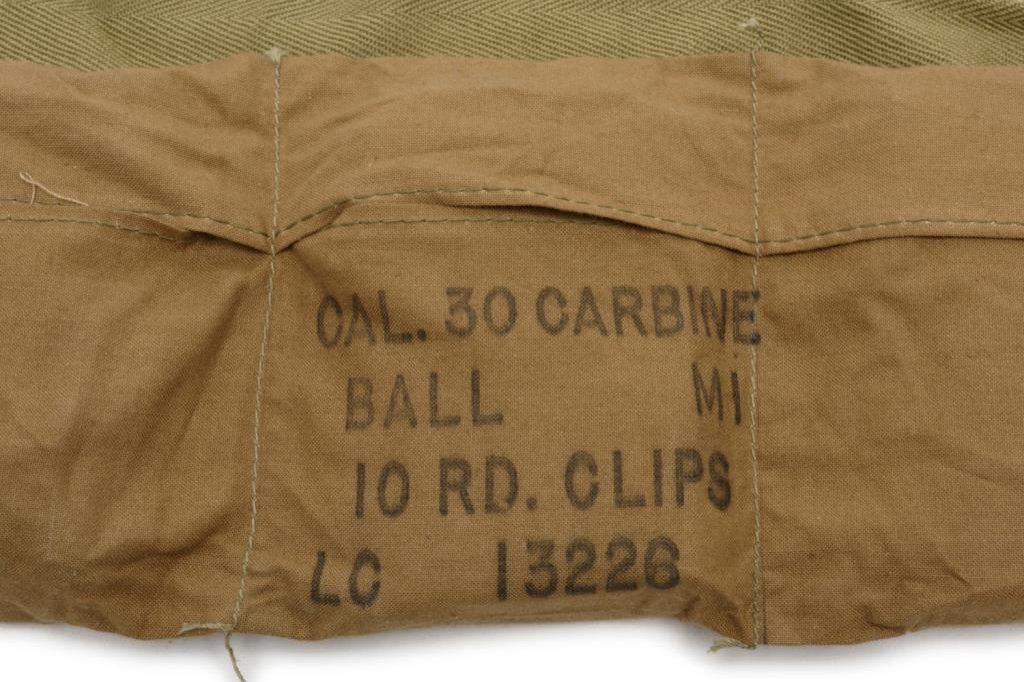 CAL. 30 CARBINE
BALL M1
10 RD. CLIPS
LC 13226